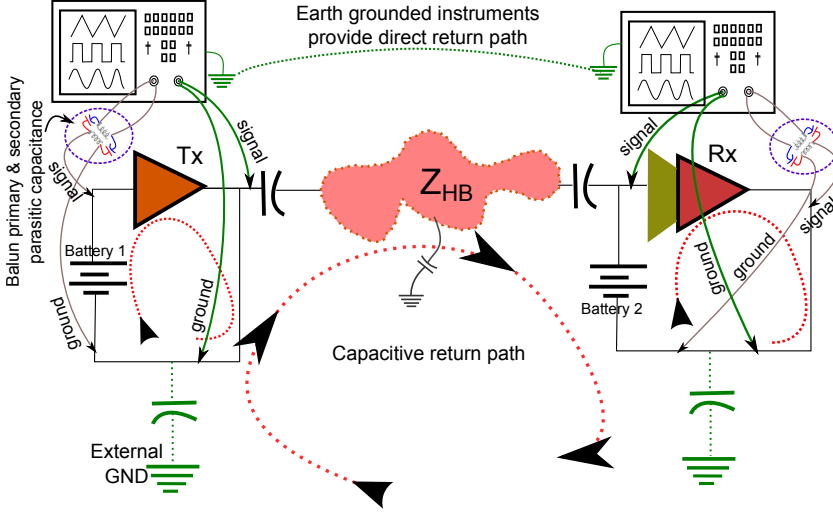 Earth grounded instruments
provide direct return path
Balun primary & secondary
parasitic capacitance
signal
signal
signal
signal
Tx
Rx
Z_HB
Battery 1
Battery 2
ground
ground
ground
ground
Capacitive return path
External
GND